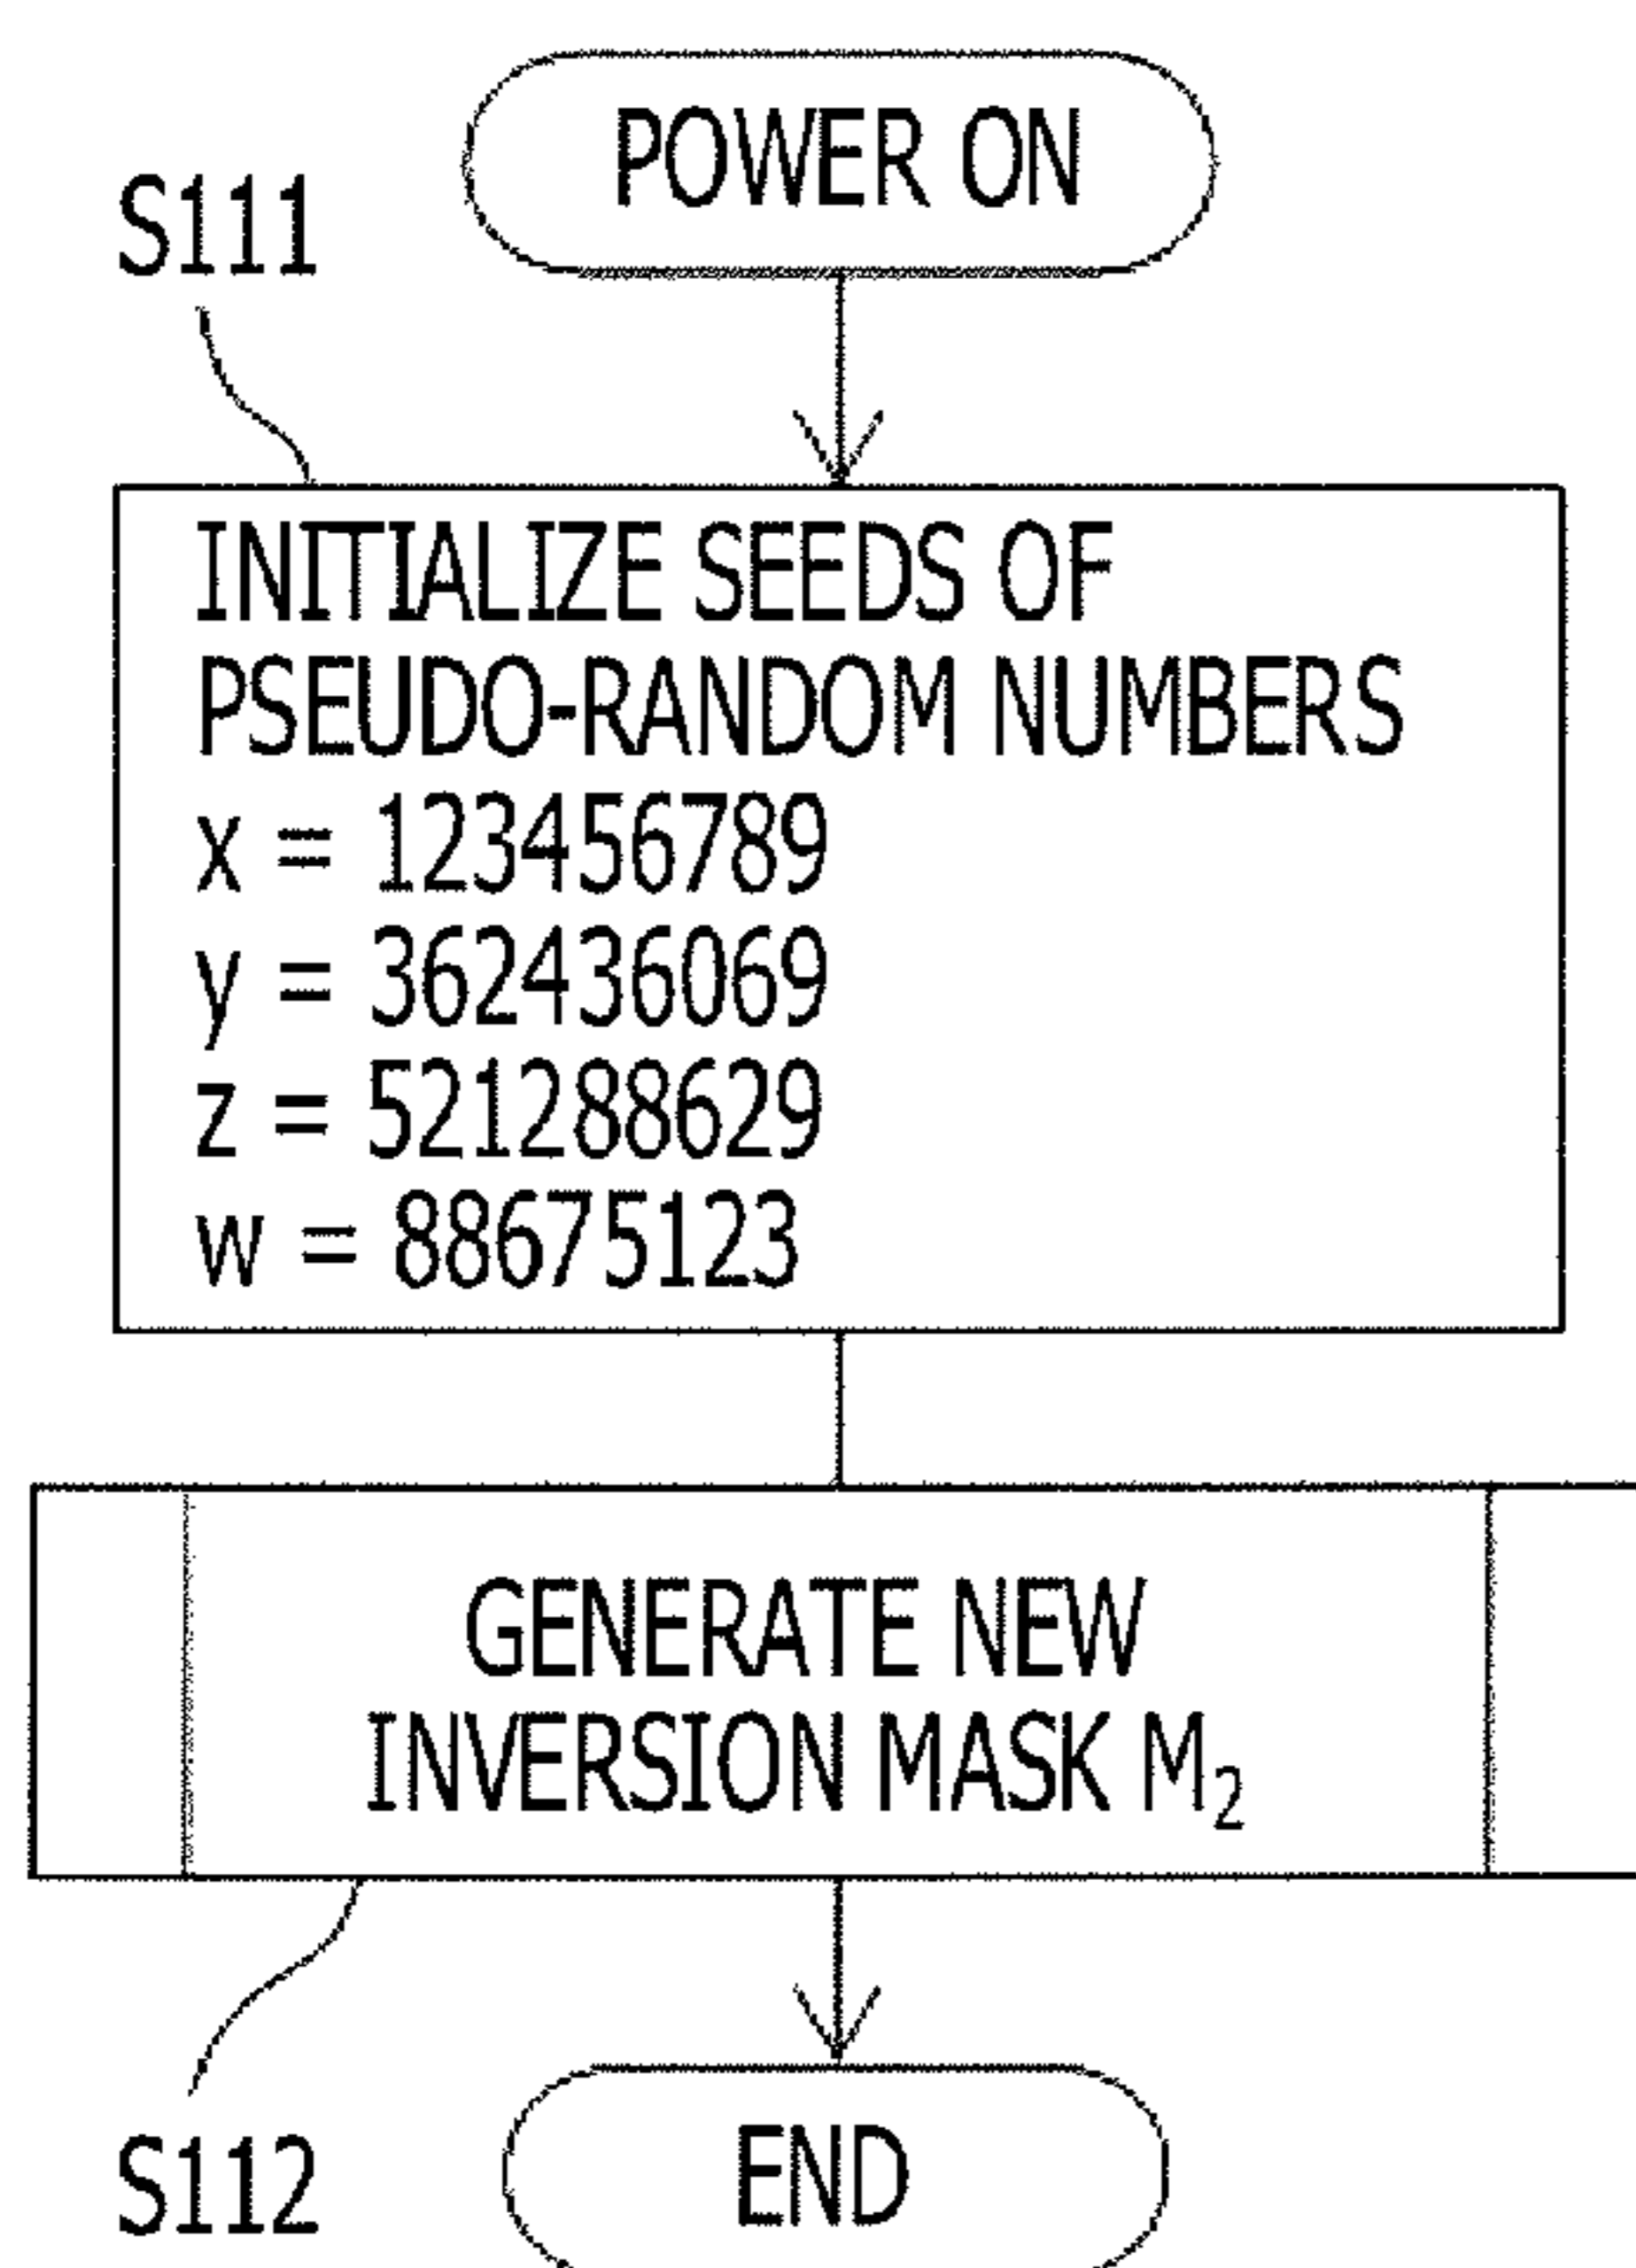 POWER ON
S111
INITIALIZE SEEDS OF
PSEUDO-RANDOM NUMBERS
x = 123456789
y = 362436069
z = 521288629
w = 88675123
GENERATE NEW
INVERSION MASK M₂
S112
END